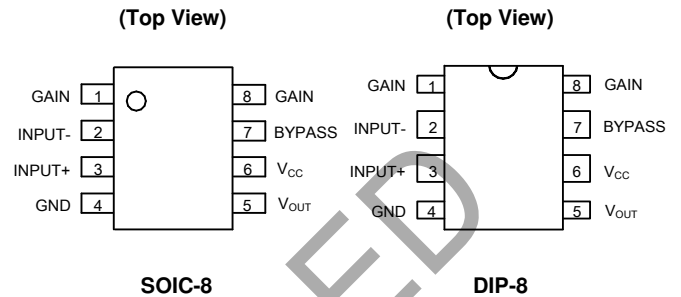 (Top View) (Top View)
GAIN 1 8 GAIN
INPUT- 2 7 BYPASS
INPUT+ 3 6 VCC
GND 4 5 VOUT
GAIN 1 8 GAIN
INPUT- 2 7 BYPASS
INPUT+ 3 6 VCC
GND 4 5 VOUT
SOIC-8 DIP-8
ED